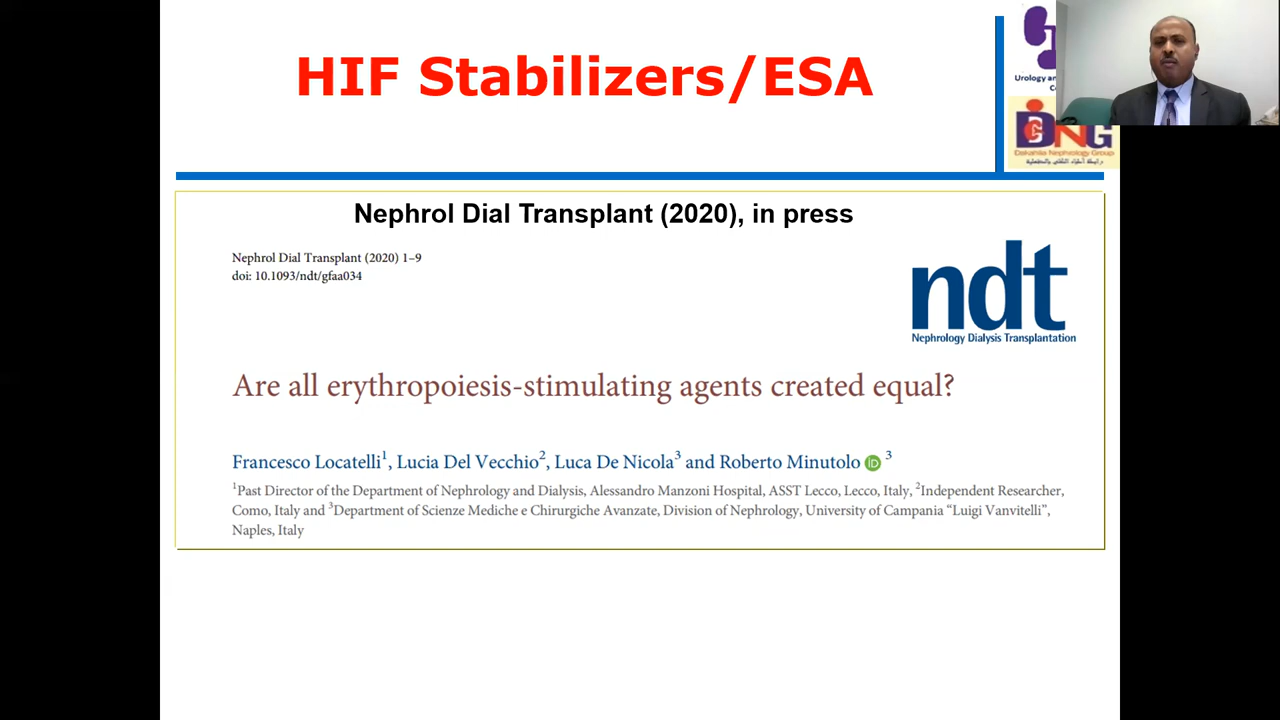 HIF Stabilizers/ESA
Urology an
C
DNG
Dakahlia Nephrology Group
Nephrol Dial Transplant (2020), in press
Nephrol Dial Transplant (2020) 1–9
doi: 10.1093/ndt/gfaa034
ndt
Nephrology Dialysis Transplantation
Are all erythropoiesis-stimulating agents created equal?
Francesco Locatelli¹, Lucia Del Vecchio², Luca De Nicola³ and Roberto Minutolo iD ³
¹Past Director of the Department of Nephrology and Dialysis, Alessandro Manzoni Hospital, ASST Lecco, Lecco, Italy, ²Independent Researcher,
Como, Italy and ³Department of Scienze Mediche e Chirurgiche Avanzate, Division of Nephrology, University of Campania “Luigi Vanvitelli”,
Naples, Italy